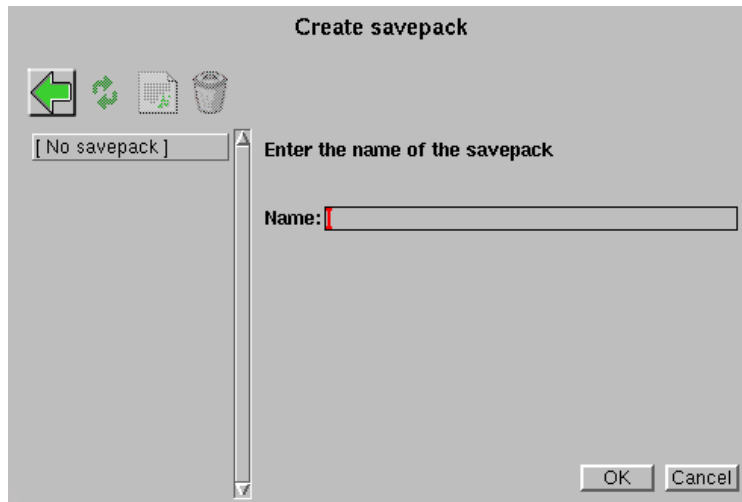 Create savepack
[ No savepack ]
Enter the name of the savepack
Name:
OK
Cancel